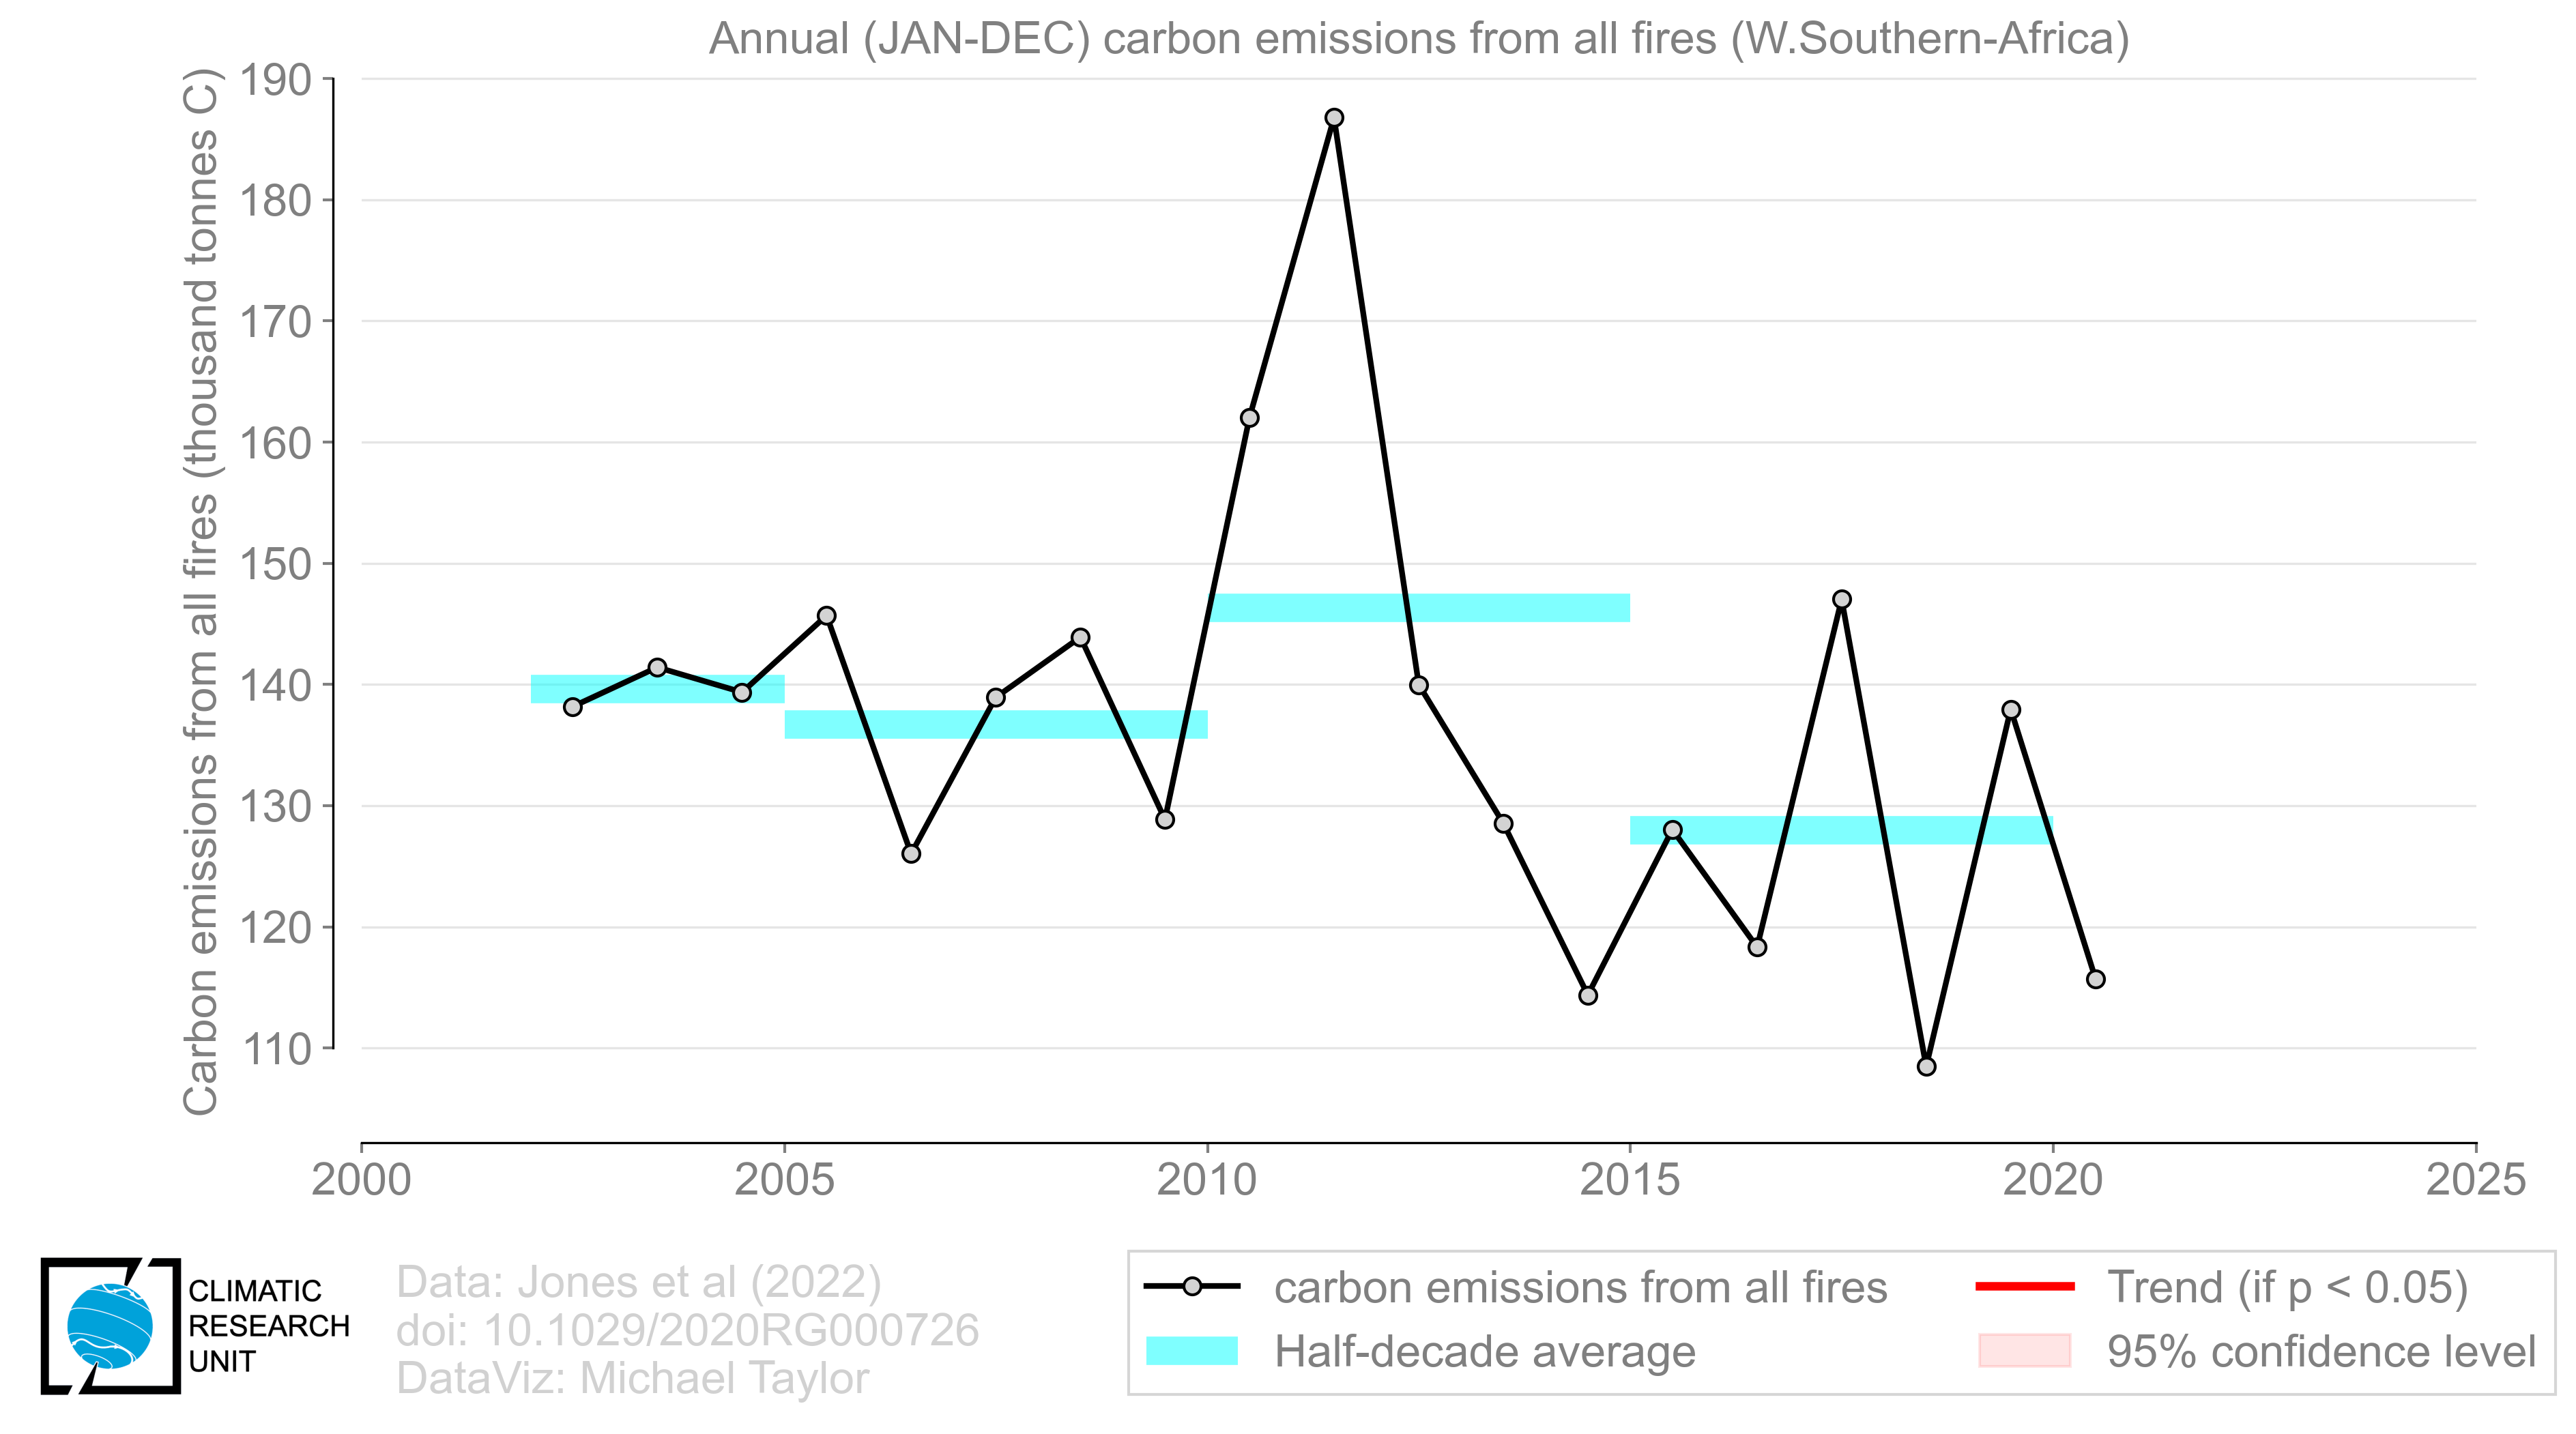 Annual (JAN-DEC) carbon emissions from all fires (W.Southern-Africa)
Carbon emissions from all fires (thousand tonnes C)
190
180
170
160
150
140
130
120
110
2000 2005 2010 2015 2020 2025
CLIMATIC
RESEARCH
UNIT
Data: Jones et al (2022)
doi: 10.1029/2020RG000726
DataViz: Michael Taylor
carbon emissions from all fires
Half-decade average
Trend (if p < 0.05)
95% confidence level